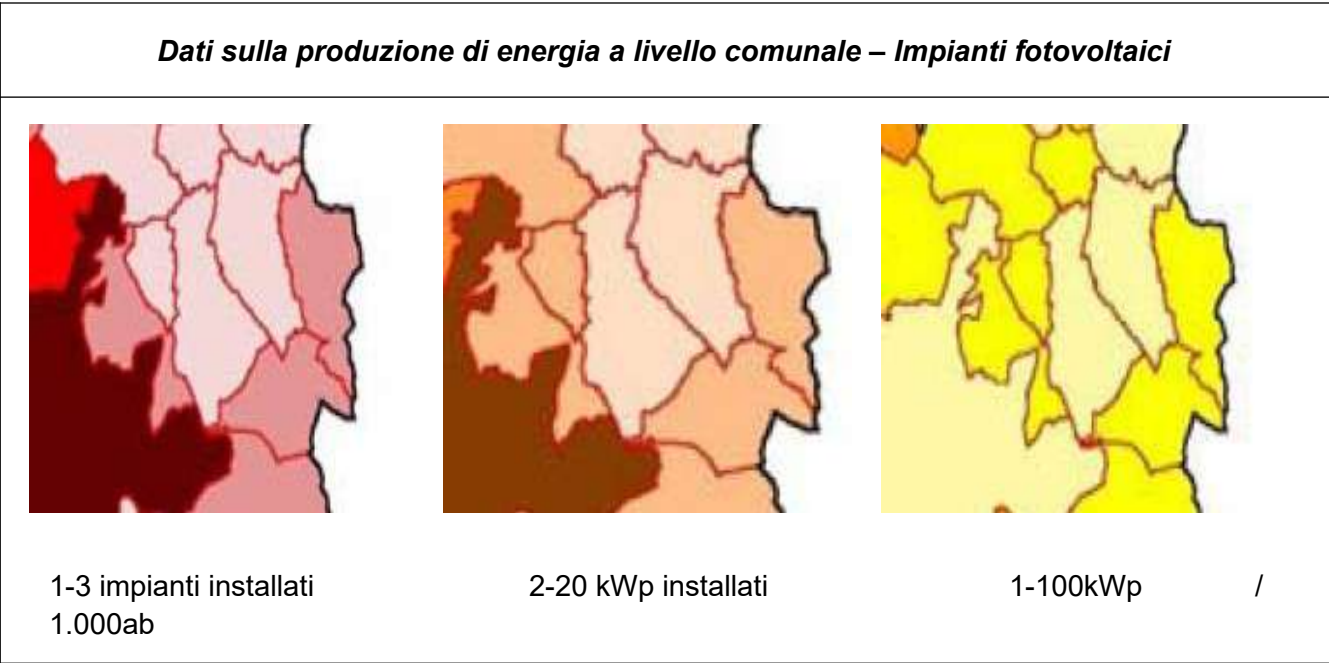 Dati sulla produzione di energia a livello comunale – Impianti fotovoltaici
1-3 impianti installati
2-20 kWp installati
1-100kWp /
1.000ab